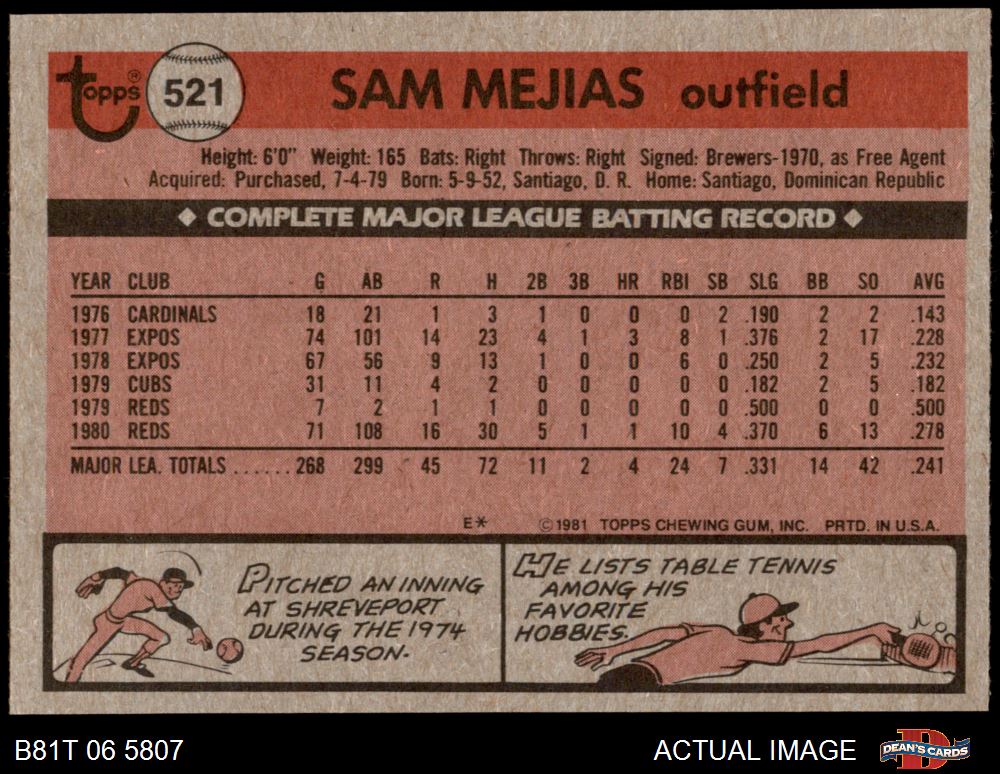 Topps® 521 SAM MEJIAS outfield
Height: 6'0" Weight: 165 Bats: Right Throws: Right Signed: Brewers-1970, as Free Agent
Acquired: Purchased, 7-4-79 Born: 5-9-52, Santiago, D. R. Home: Santiago, Dominican Republic
◆ COMPLETE MAJOR LEAGUE BATTING RECORD ◆
YEAR CLUB G AB R H 2B 3B HR RBI SB SLG BB SO AVG
1976 CARDINALS 18 21 1 3 1 0 0 0 2 .190 2 2 .143
1977 EXPOS 74 101 14 23 4 1 3 8 1 .376 2 17 .228
1978 EXPOS 67 56 9 13 1 0 0 6 0 .250 2 5 .232
1979 CUBS 31 11 4 2 0 0 0 0 0 .182 2 5 .182
1979 REDS 7 2 1 1 0 0 0 0 0 .500 0 0 .500
1980 REDS 71 108 16 30 5 1 1 10 4 .370 6 13 .278
MAJOR LEA. TOTALS ...... 268 299 45 72 11 2 4 24 7 .331 14 42 .241
E* ©1981 TOPPS CHEWING GUM, INC. PRTD. IN U.S.A.
PITCHED AN INNING
AT SHREVEPORT
DURING THE 1974
SEASON.
HE LISTS TABLE TENNIS
AMONG HIS
FAVORITE
HOBBIES.
B81T 06 5807 ACTUAL IMAGE DEAN'S CARDS